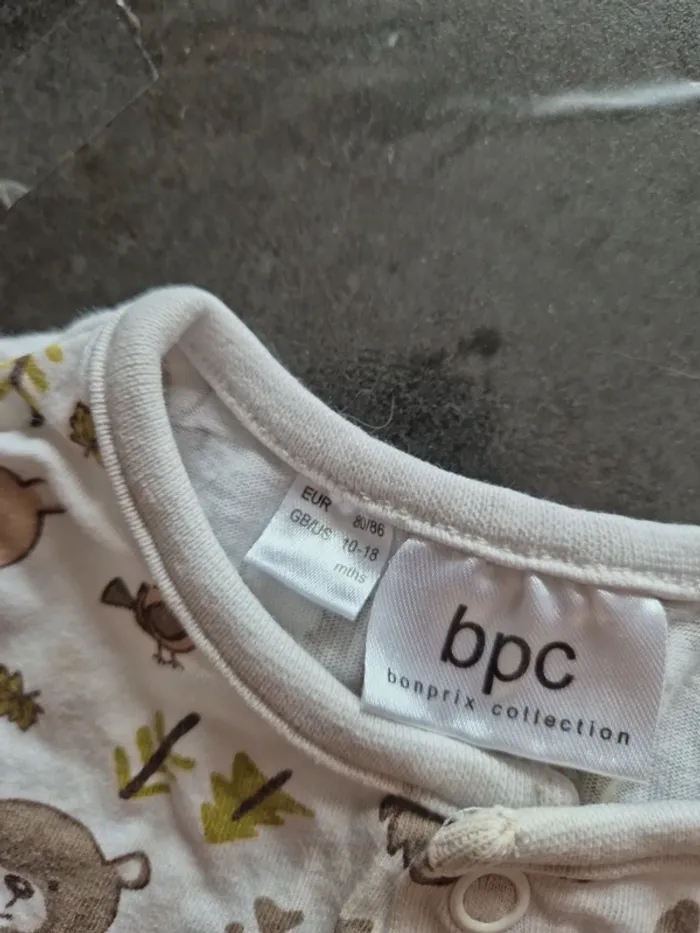 EUR 80/86
GB/US 10-18
mths
bpc
bonprix collection